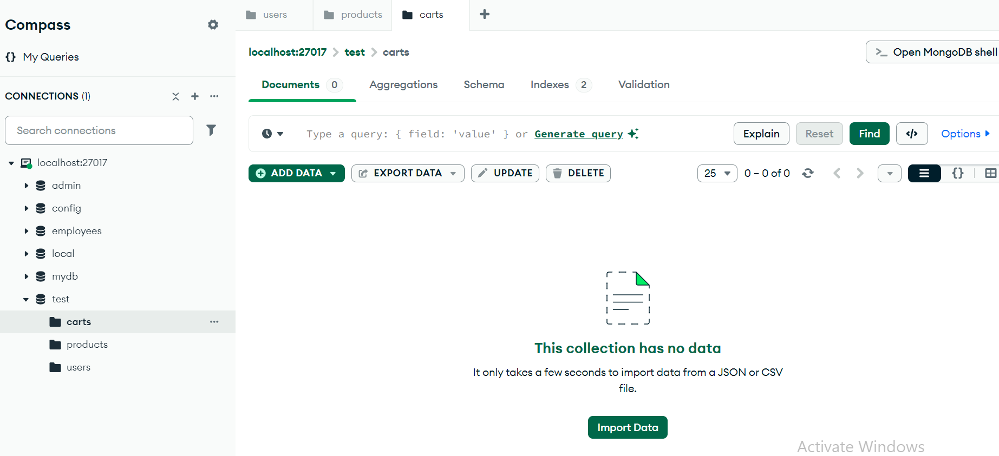 Compass
{} My Queries
CONNECTIONS (1)
Search connections
localhost:27017
admin
config
employees
local
mydb
test
carts
products
users
users
products
carts
localhost:27017 > test > carts
>_ Open MongoDB shell
Documents 0
Aggregations
Schema
Indexes 2
Validation
Type a query: { field: 'value' } or Generate query
Explain
Reset
Find
</>
Options
ADD DATA
EXPORT DATA
UPDATE
DELETE
25
0 – 0 of 0
{}
This collection has no data
It only takes a few seconds to import data from a JSON or CSV
file.
Import Data
Activate Windows